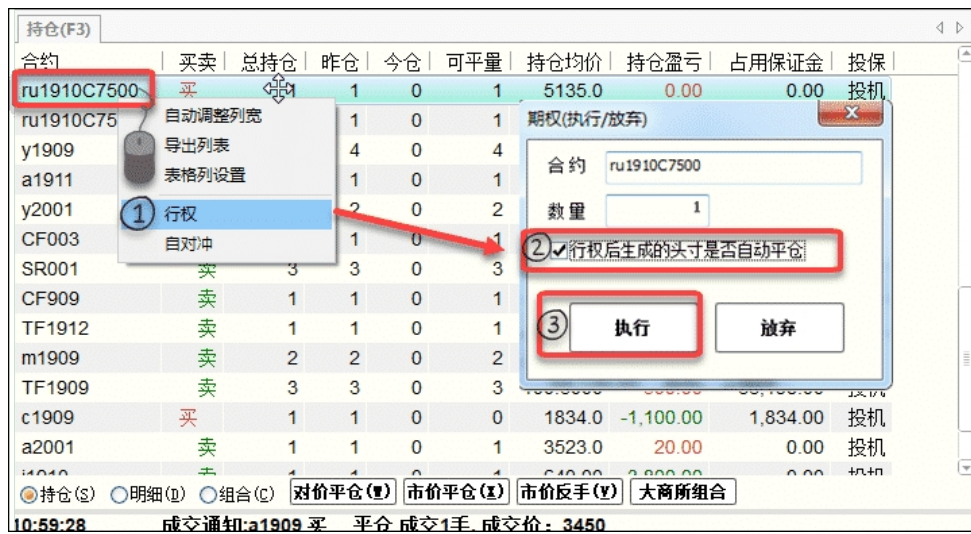 持仓(F3)
合约 买卖 总持仓 昨仓 今仓 可平量 持仓均价 持仓盈亏 占用保证金 投保
ru1910C7500 买 1 1 0 1 5135.0 0.00 0.00 投机
ru1910C75 自动调整列宽 1 0 1 期权(执行/放弃)
y1909 导出列表 4 0 4 合约 ru1910C7500
a1911 表格列设置 1 0 1
y2001 ① 行权 2 0 2 数量 1
CF003 自对冲 1 0 1 ② 行权后生成的头寸是否自动平仓
SR001 卖 3 3 0 3
CF909 卖 1 1 0 1
TF1912 卖 1 1 0 1 ③ 执行 放弃
m1909 卖 2 2 0 2
TF1909 卖 3 3 0 3
c1909 买 1 1 0 0 1834.0 -1,100.00 1,834.00 投机
a2001 卖 1 1 0 1 3523.0 20.00 0.00 投机
持仓(S) 明细(D) 组合(C) 对价平仓(W) 市价平仓(X) 市价反手(Y) 大商所组合
10:59:28 成交通知:a1909 买 平仓 成交1手, 成交价：3450